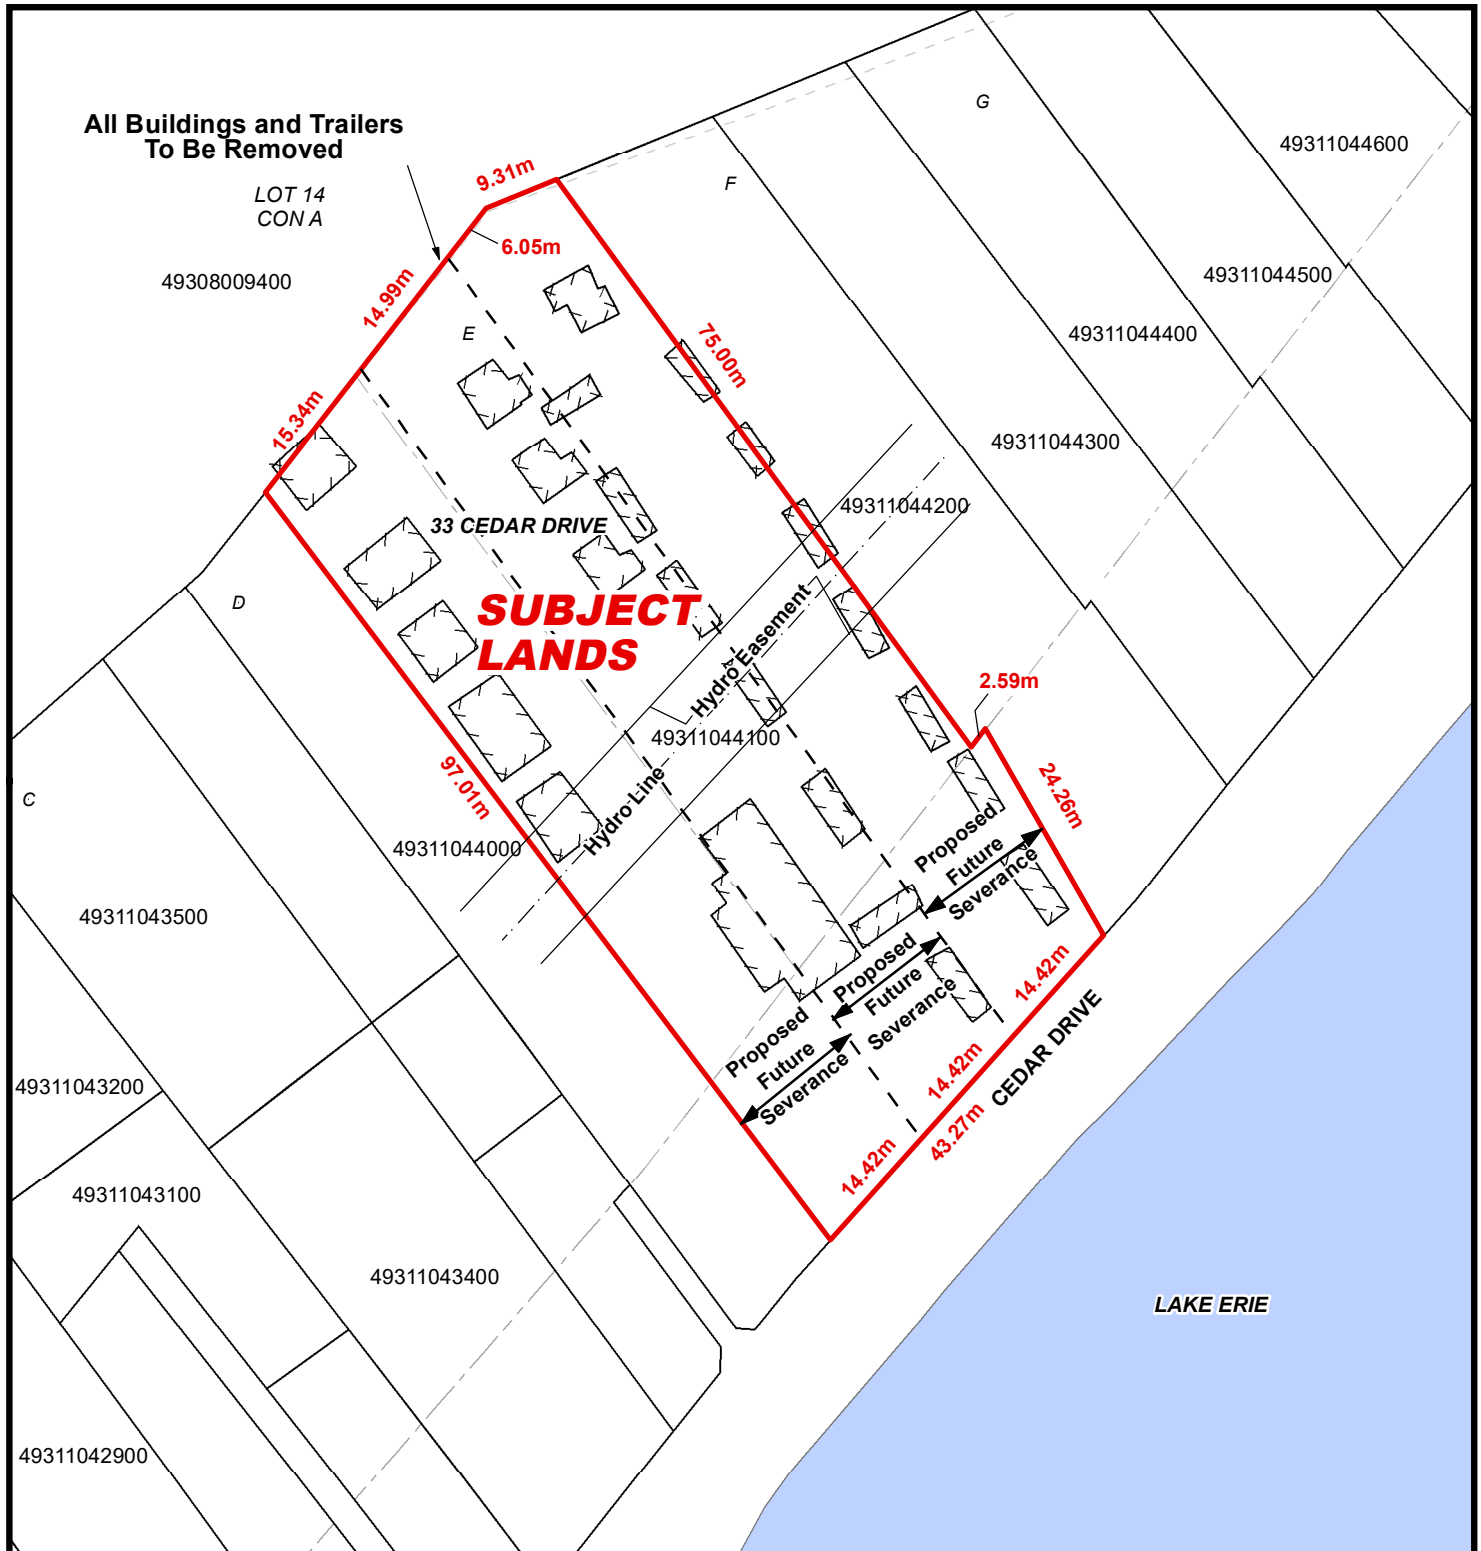 G
All Buildings and Trailers
To Be Removed
49311044600
9.31m
F
LOT 14
CON A
6.05m
49311044500
49308009400
14.99m
E
75.00m
49311044400
15.34m
49311044300
49311044200
33 CEDAR DRIVE
D
SUBJECT
LANDS
Hydro Easement
2.59m
49311044100
97.01m
Hydro Line
24.26m
C
49311044000
Proposed
Future
Severance
49311043500
Proposed
Future
Severance
14.42m
Proposed
Future
Severance
14.42m
CEDAR DRIVE
49311043200
43.27m
14.42m
49311043100
49311043400
LAKE ERIE
49311042900